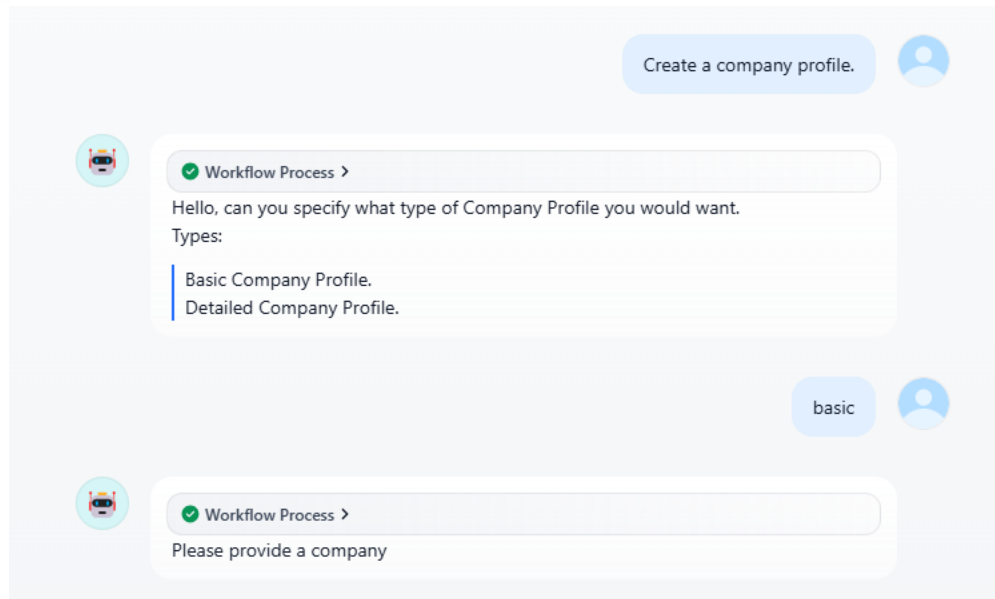 Create a company profile.
Workflow Process
Hello, can you specify what type of Company Profile you would want.
Types:
Basic Company Profile.
Detailed Company Profile.
basic
Workflow Process
Please provide a company